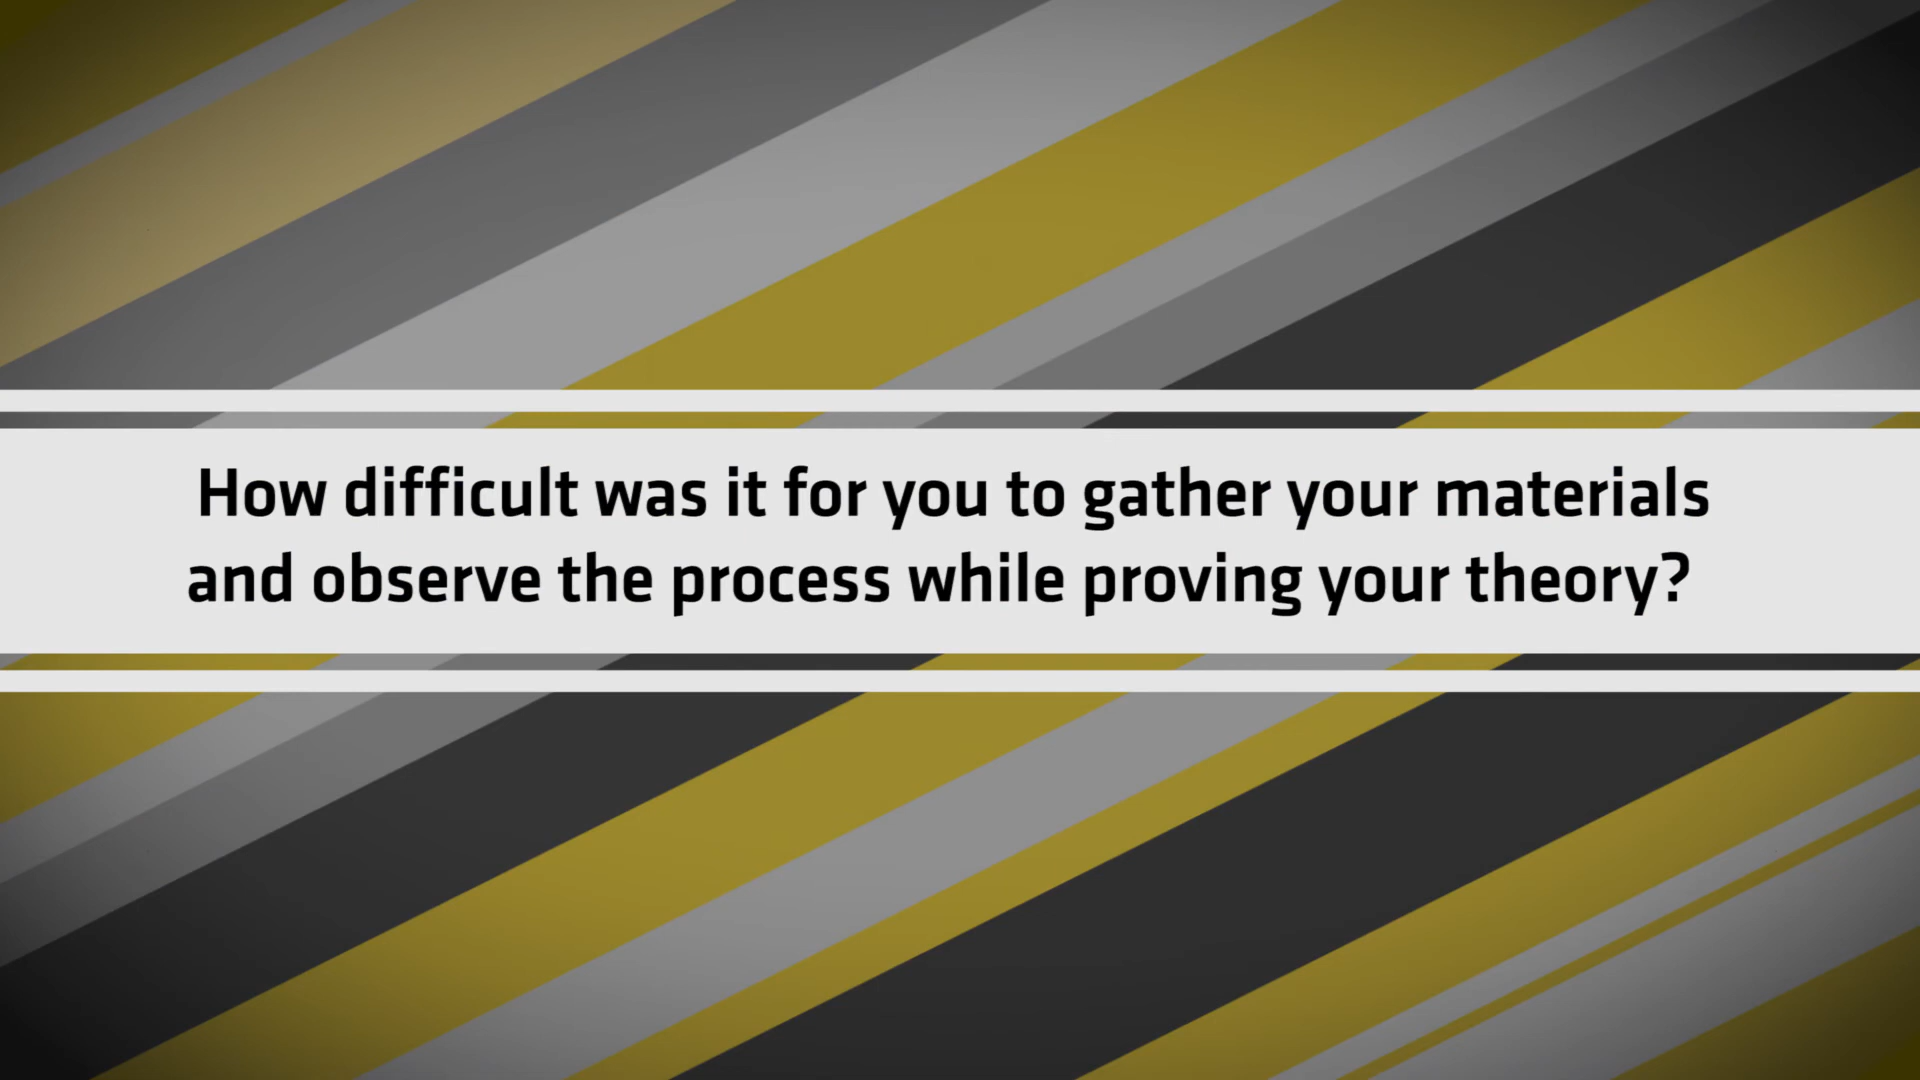 How difficult was it for you to gather your materials
and observe the process while proving your theory?